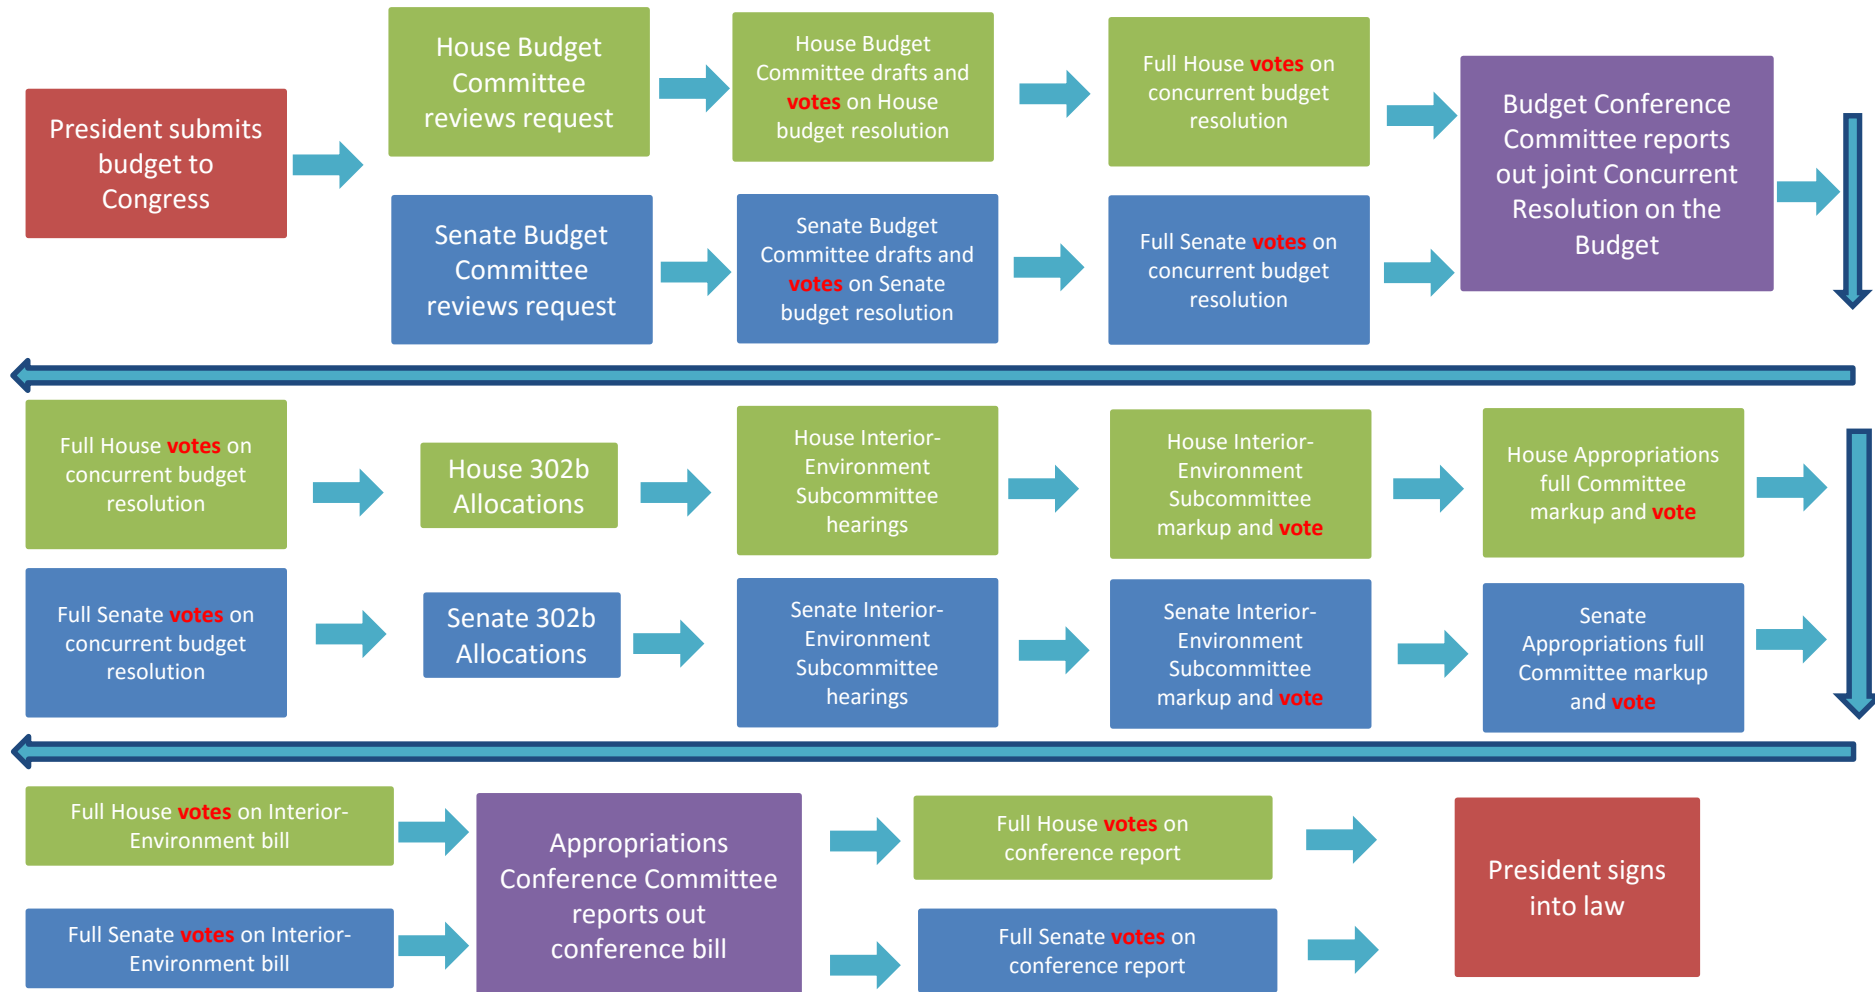 President submits
budget to
Congress
House Budget
Committee
reviews request
House Budget
Committee drafts and
votes on House
budget resolution
Full House votes on
concurrent budget
resolution
Senate Budget
Committee
reviews request
Senate Budget
Committee drafts and
votes on Senate
budget resolution
Full Senate votes on
concurrent budget
resolution
Budget Conference
Committee reports
out joint Concurrent
Resolution on the
Budget
Full House votes on
concurrent budget
resolution
House 302b
Allocations
House Interior-
Environment
Subcommittee
hearings
House Interior-
Environment
Subcommittee
markup and vote
House Appropriations
full Committee
markup and vote
Full Senate votes on
concurrent budget
resolution
Senate 302b
Allocations
Senate Interior-
Environment
Subcommittee
hearings
Senate Interior-
Environment
Subcommittee
markup and vote
Senate
Appropriations full
Committee markup
and vote
Full House votes on Interior-
Environment bill
Full Senate votes on Interior-
Environment bill
Appropriations
Conference Committee
reports out
conference bill
Full House votes on
conference report
Full Senate votes on
conference report
President signs
into law